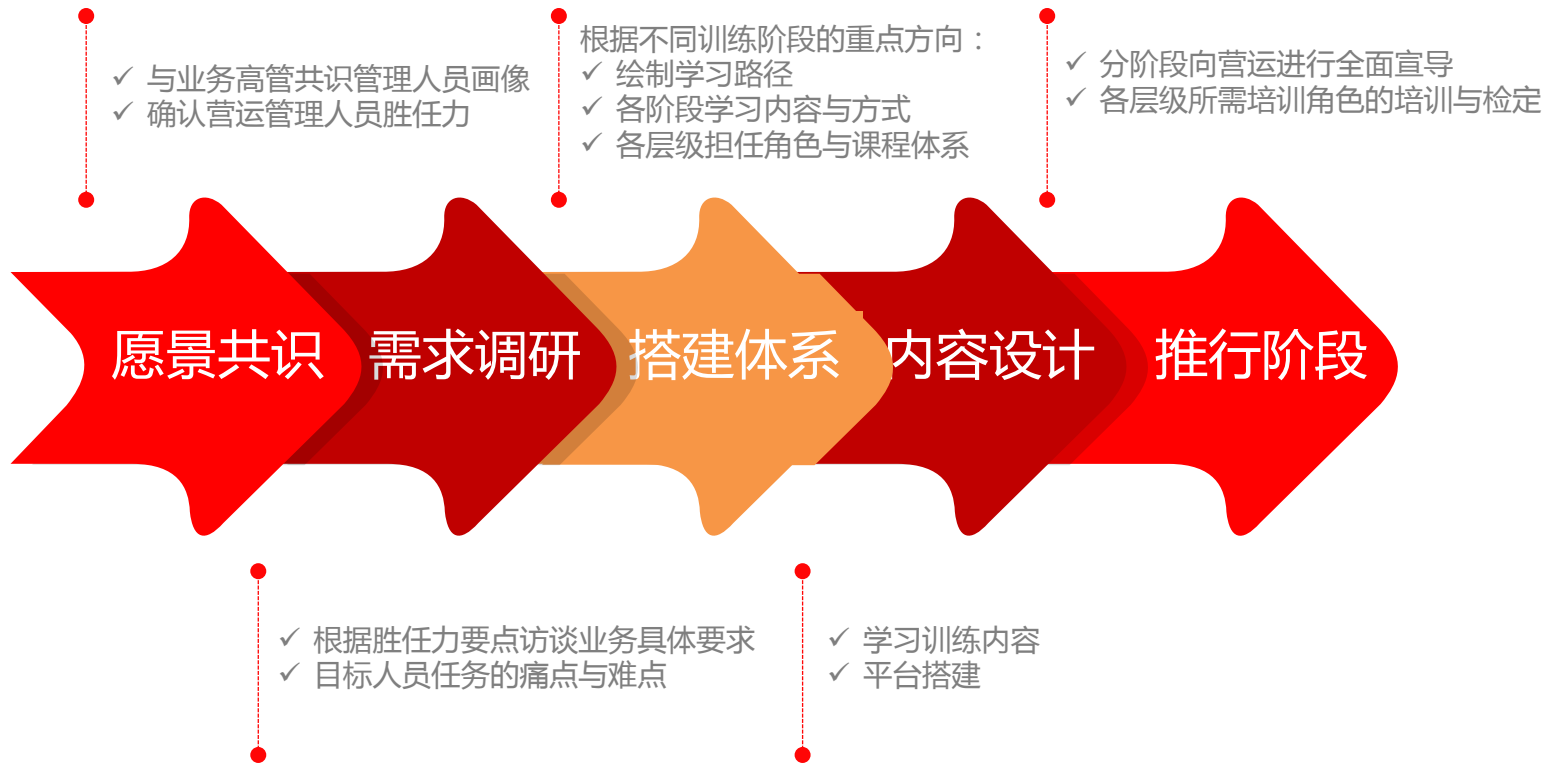 与业务高管共识管理人员画像
确认营运管理人员胜任力
根据不同训练阶段的重点方向：
绘制学习路径
各阶段学习内容与方式
各层级担任角色与课程体系
分阶段向营运进行全面宣导
各层级所需培训角色的培训与检定
愿景共识
需求调研
搭建体系
内容设计
推行阶段
根据胜任力要点访谈业务具体要求
目标人员任务的痛点与难点
学习训练内容
平台搭建